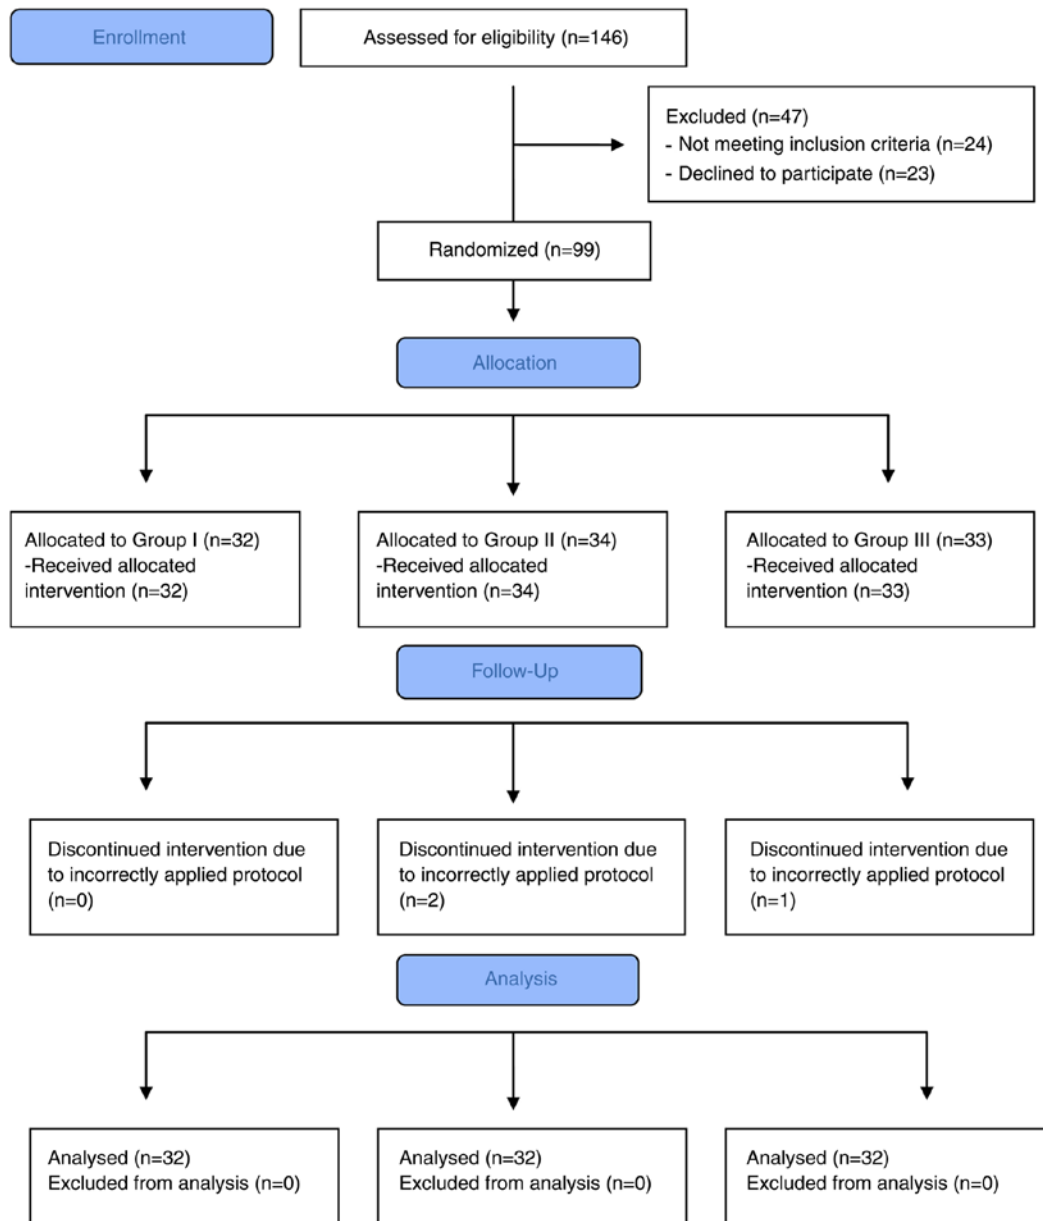 Enrollment
Assessed for eligibility (n=146)
Excluded (n=47)
- Not meeting inclusion criteria (n=24)
- Declined to participate (n=23)
Randomized (n=99)
Allocation
Allocated to Group I (n=32)
-Received allocated
intervention (n=32)
Allocated to Group II (n=34)
-Received allocated
intervention (n=34)
Allocated to Group III (n=33)
-Received allocated
intervention (n=33)
Follow-Up
Discontinued intervention due
to incorrectly applied protocol
(n=0)
Discontinued intervention due
to incorrectly applied protocol
(n=2)
Discontinued intervention due
to incorrectly applied protocol
(n=1)
Analysis
Analysed (n=32)
Excluded from analysis (n=0)
Analysed (n=32)
Excluded from analysis (n=0)
Analysed (n=32)
Excluded from analysis (n=0)